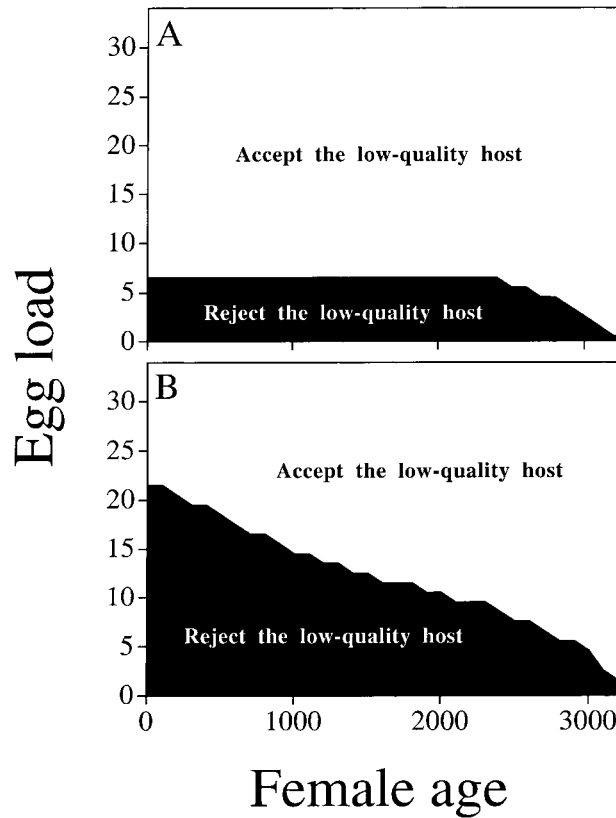 A
30
25
20
15
10
5
0
Accept the low-quality host
Reject the low-quality host
B
30
25
20
15
10
5
0
Accept the low-quality host
Reject the low-quality host
0 1000 2000 3000
Egg load
Female age